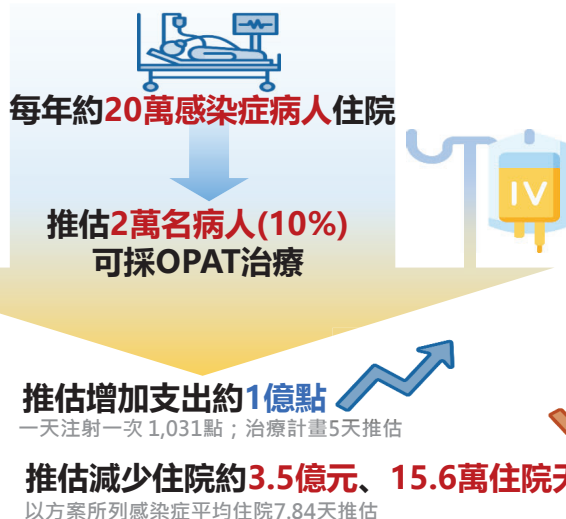 每年約20萬感染症病人住院
IV
推估2萬名病人(10%)
可採OPAT治療
推估增加支出約1億點
一天注射一次 1,031點；治療計畫5天推估
推估減少住院約3.5億元、15.6萬住院天
以方案所列感染症平均住院7.84天推估